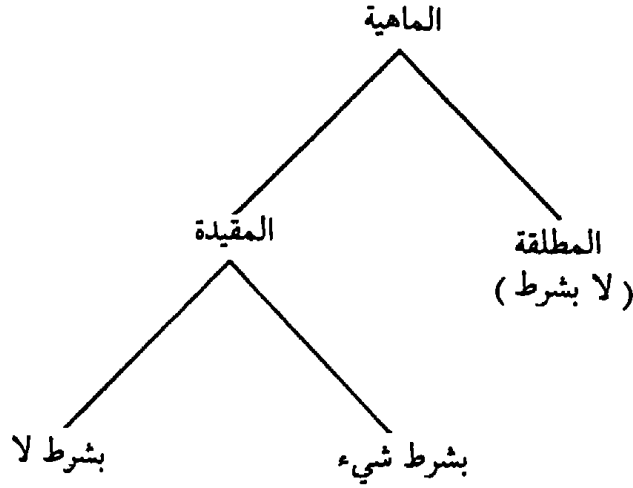 الماهية
المطلقة
( لا بشرط )
المقيدة
بشرط شيء
بشرط لا